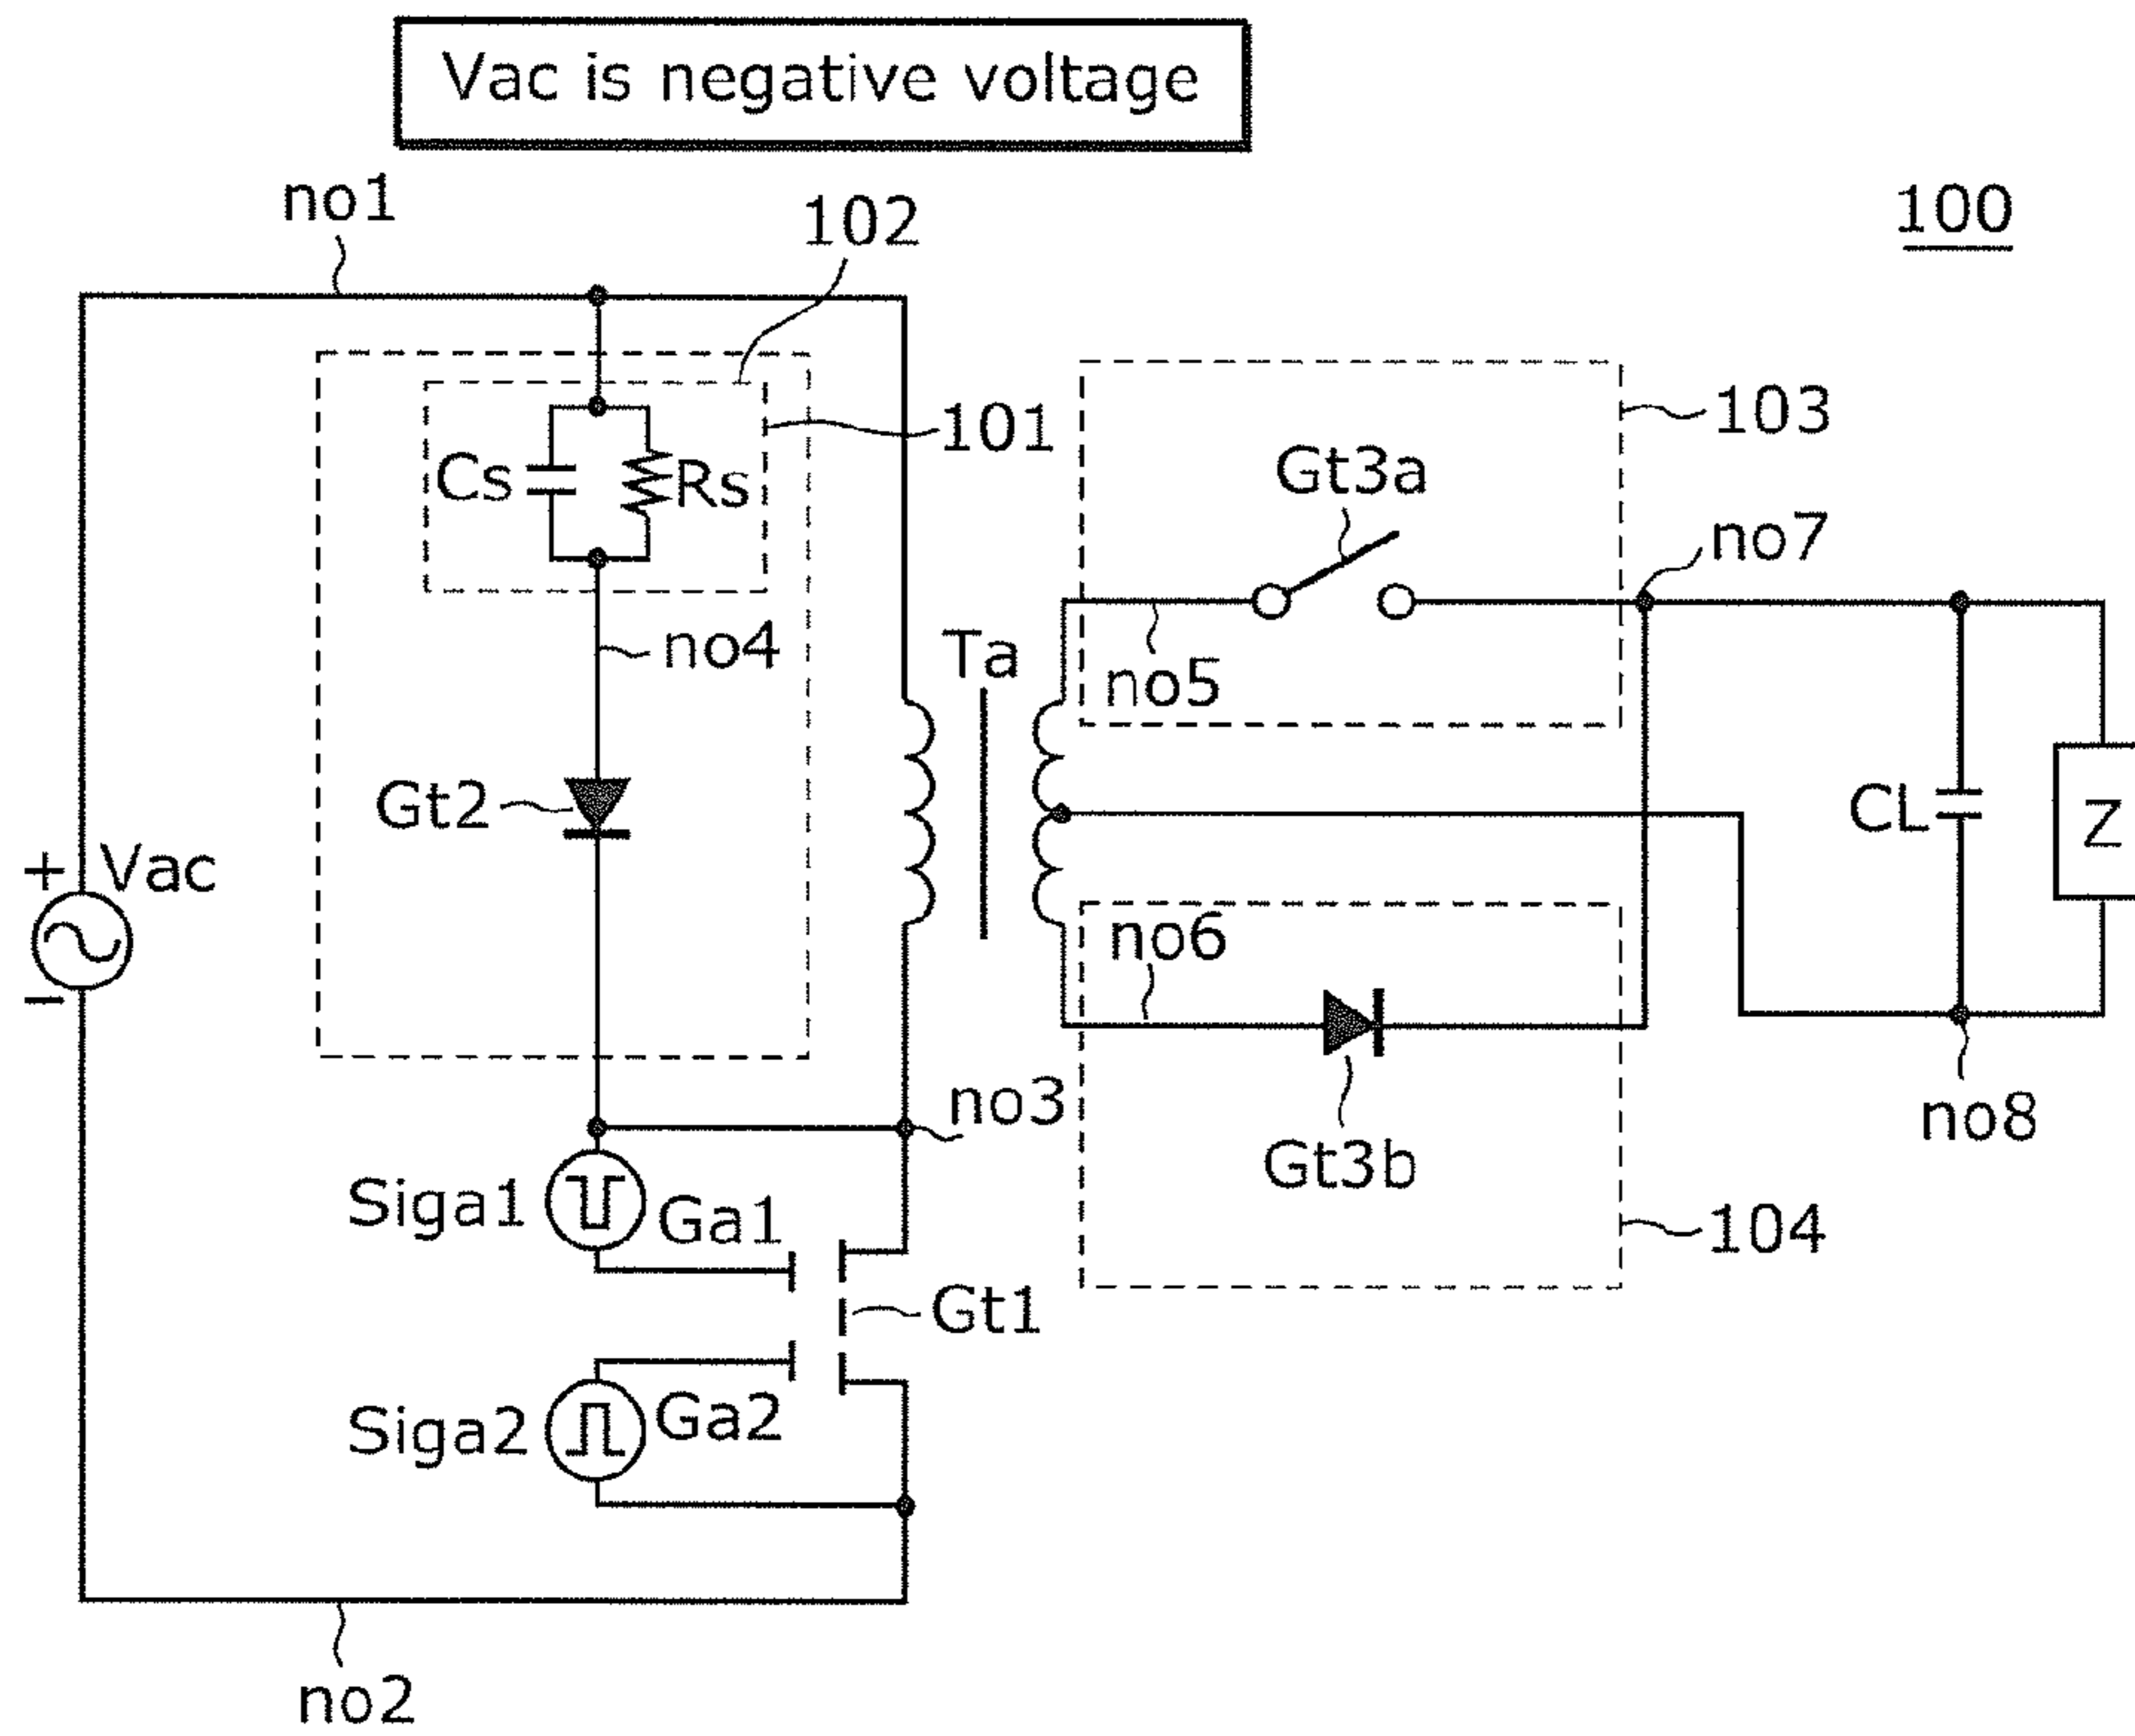 Vac is negative voltage
no1
102
100
101
103
Cs
Rs
Gt3a
no7
no4
Ta
no5
Gt2
CL
Z
+
Vac
−
no6
no3
Gt3b
no8
Siga1
Ga1
104
Gt1
Siga2
Ga2
no2